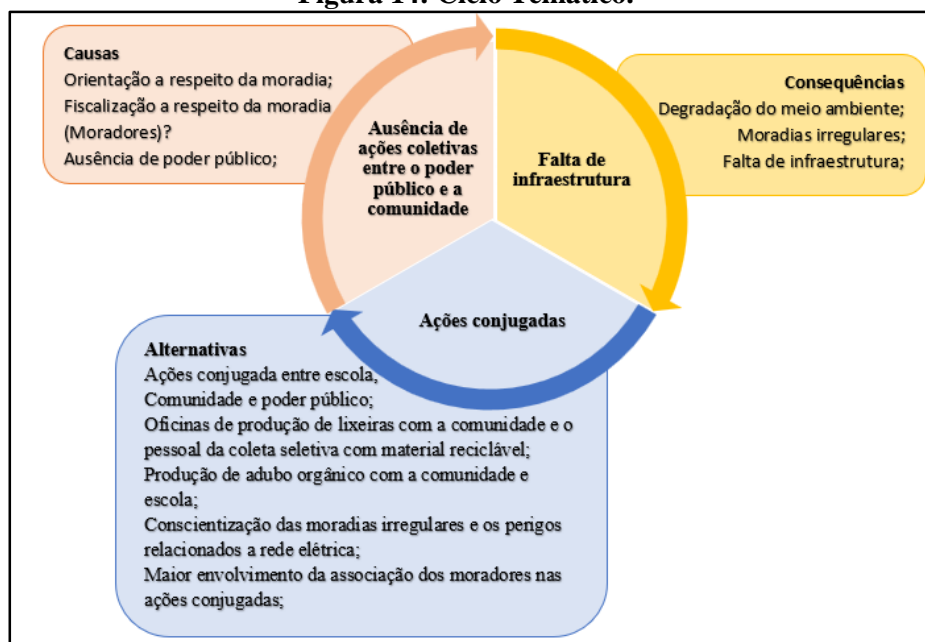 Figura 14: Ciclo Temático.
Causas
Orientação a respeito da moradia;
Fiscalização a respeito da moradia
(Moradores)?
Ausência de poder público;
Ausência de
ações coletivas
entre o poder
público e a
comunidade
Falta de
infraestrutura
Consequências
Degradação do meio ambiente;
Moradias irregulares;
Falta de infraestrutura;
Ações conjugadas
Alternativas
Ações conjugada entre escola,
Comunidade e poder público;
Oficinas de produção de lixeiras com a comunidade e o
pessoal da coleta seletiva com material reciclável;
Produção de adubo orgânico com a comunidade e
escola;
Conscientização das moradias irregulares e os perigos
relacionados a rede elétrica;
Maior envolvimento da associação dos moradores nas
ações conjugadas;